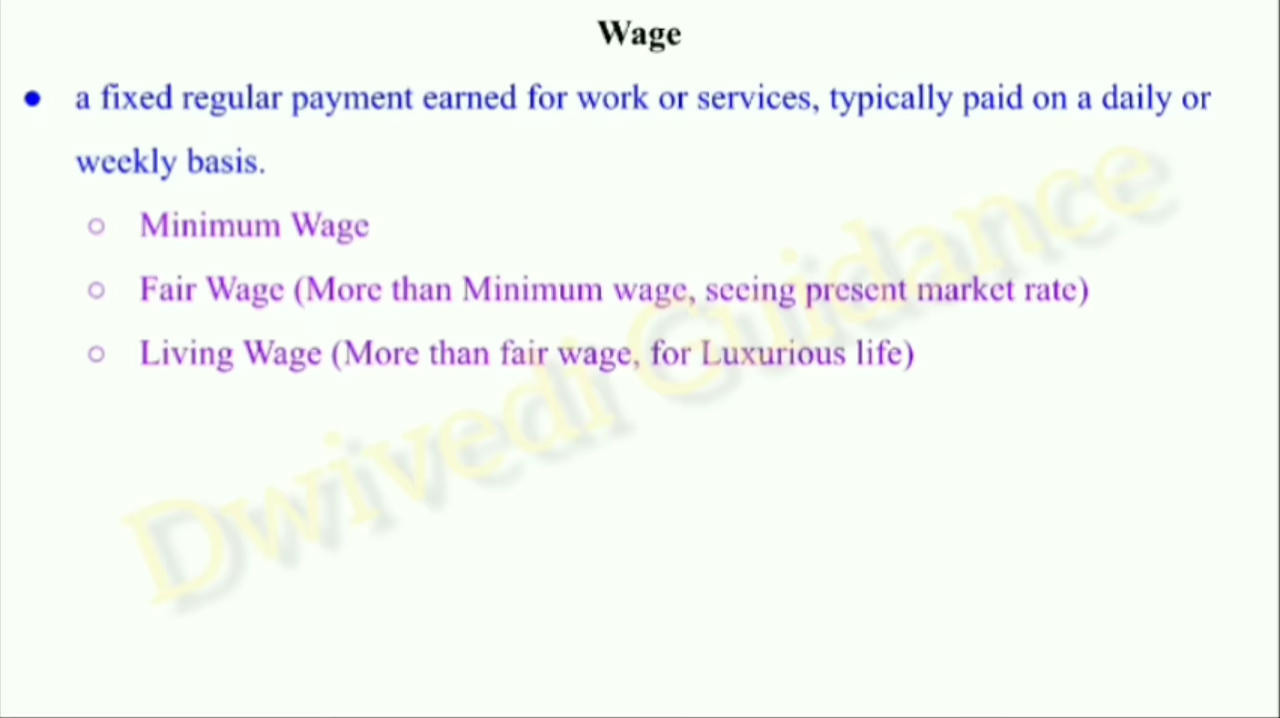 Wage
● a fixed regular payment earned for work or services, typically paid on a daily or
weekly basis.
○ Minimum Wage
○ Fair Wage (More than Minimum wage, seeing present market rate)
○ Living Wage (More than fair wage, for Luxurious life)
Dwivedi Guidance